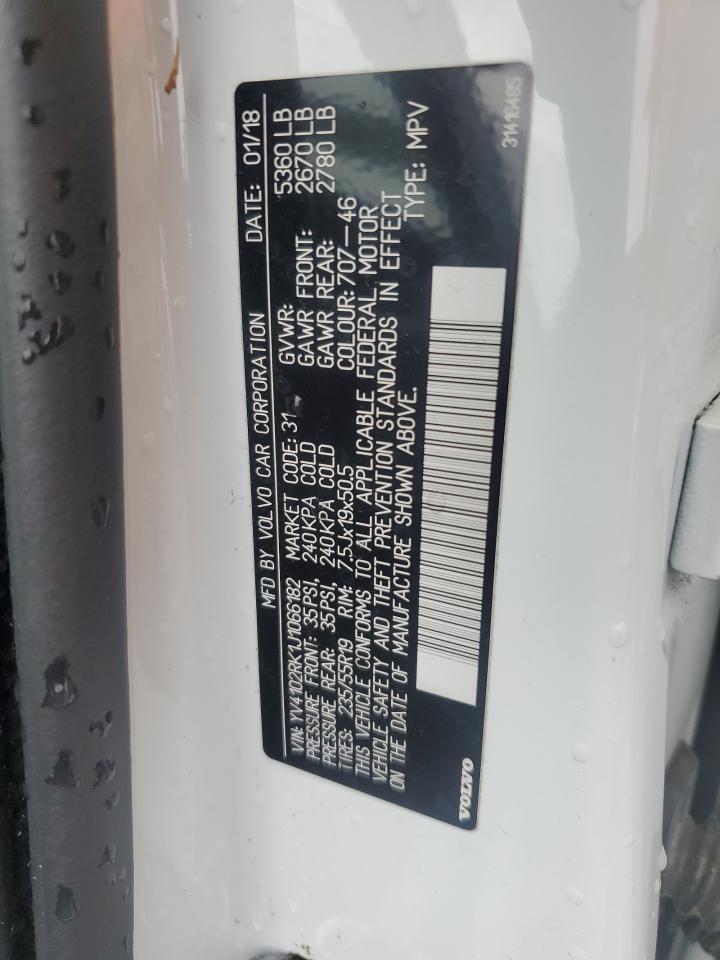 MFD BY VOLVO CAR CORPORATION DATE: 01/18
VIN: YV4102RK1J1066182 MARKET CODE: 31 GVWR: 5360 LB
PRESSURE FRONT: 35PSI, 240KPA COLD GAWR FRONT: 2670 LB
PRESSURE REAR: 35PSI, 240KPA COLD GAWR REAR: 2780 LB
TIRES: 235/55R19 RIM: 7.5Jx19x50.5 COLOUR: 707—46
THIS VEHICLE CONFORMS TO ALL APPLICABLE FEDERAL MOTOR
VEHICLE SAFETY AND THEFT PREVENTION STANDARDS IN EFFECT
ON THE DATE OF MANUFACTURE SHOWN ABOVE. TYPE: MPV
VOLVO 31416485